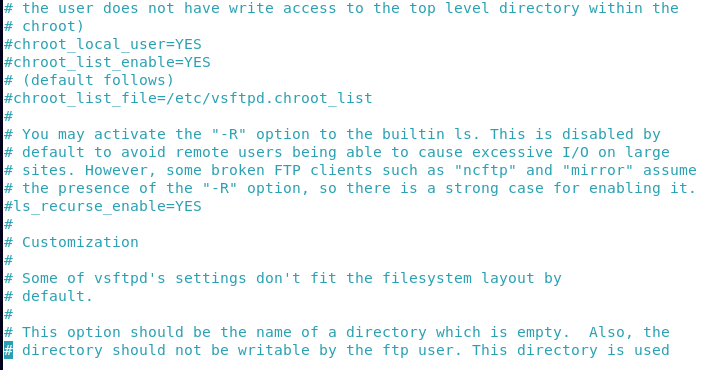 # the user does not have write access to the top level directory within the
# chroot)
#chroot_local_user=YES
#chroot_list_enable=YES
# (default follows)
#chroot_list_file=/etc/vsftpd.chroot_list
#
# You may activate the "-R" option to the builtin ls. This is disabled by
# default to avoid remote users being able to cause excessive I/O on large
# sites. However, some broken FTP clients such as "ncftp" and "mirror" assume
# the presence of the "-R" option, so there is a strong case for enabling it.
#ls_recurse_enable=YES
#
# Customization
#
# Some of vsftpd's settings don't fit the filesystem layout by
# default.
#
# This option should be the name of a directory which is empty.  Also, the
# directory should not be writable by the ftp user. This directory is used